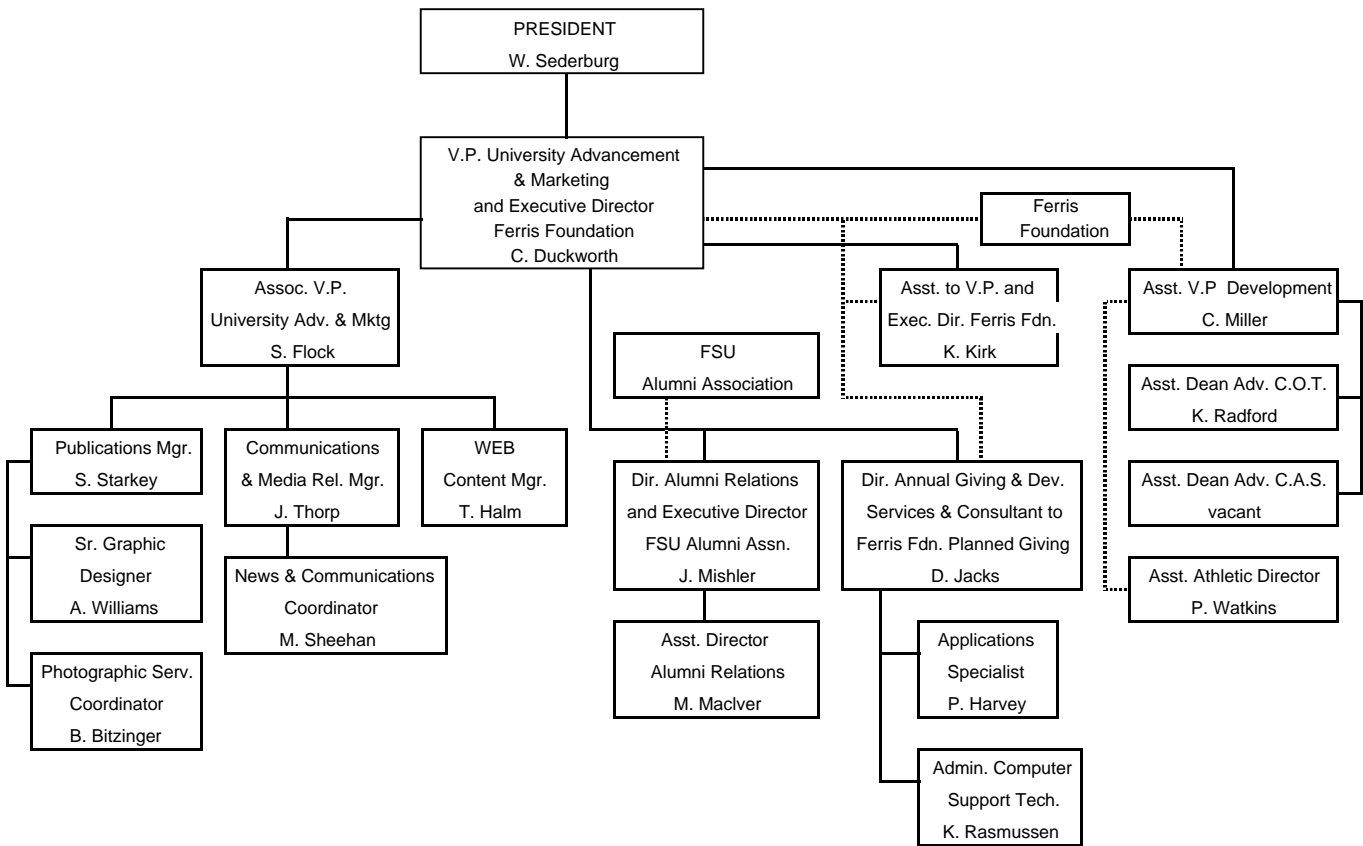 PRESIDENT
W. Sederburg
V.P. University Advancement
& Marketing
and Executive Director
Ferris Foundation
C. Duckworth
Ferris
Foundation
Assoc. V.P.
University Adv. & Mktg
S. Flock
Asst. to V.P. and
Exec. Dir. Ferris Fdn.
K. Kirk
Asst. V.P Development
C. Miller
FSU
Alumni Association
Asst. Dean Adv. C.O.T.
K. Radford
Publications Mgr.
S. Starkey
Communications
& Media Rel. Mgr.
J. Thorp
WEB
Content Mgr.
T. Halm
Dir. Alumni Relations
and Executive Director
FSU Alumni Assn.
J. Mishler
Dir. Annual Giving & Dev.
Services & Consultant to
Ferris Fdn. Planned Giving
D. Jacks
Asst. Dean Adv. C.A.S.
vacant
Sr. Graphic
Designer
A. Williams
News & Communications
Coordinator
M. Sheehan
Asst. Athletic Director
P. Watkins
Photographic Serv.
Coordinator
B. Bitzinger
Asst. Director
Alumni Relations
M. MacIver
Applications
Specialist
P. Harvey
Admin. Computer
Support Tech.
K. Rasmussen